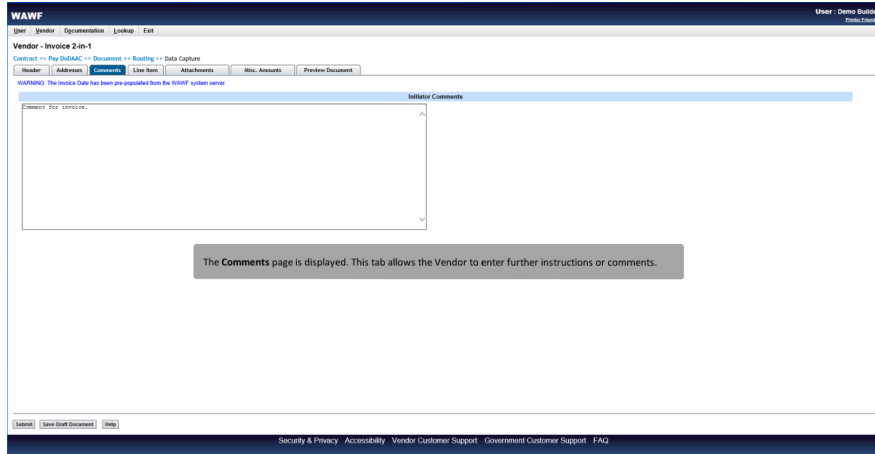 WAWF
User : Demo Builde
Printer Friend
User Vendor Documentation Lookup Exit
Vendor - Invoice 2-in-1
Contract >> Pay DoDAAC >> Document >> Routing >> Data Capture
Header Addresses Comments Line Item Attachments Misc. Amounts Preview Document
WARNING: The Invoice Date has been pre-populated from the WAWF system server.
Initiator Comments
Comment for invoice.
The Comments page is displayed. This tab allows the Vendor to enter further instructions or comments.
Submit Save Draft Document Help
Security & Privacy Accessibility Vendor Customer Support Government Customer Support FAQ